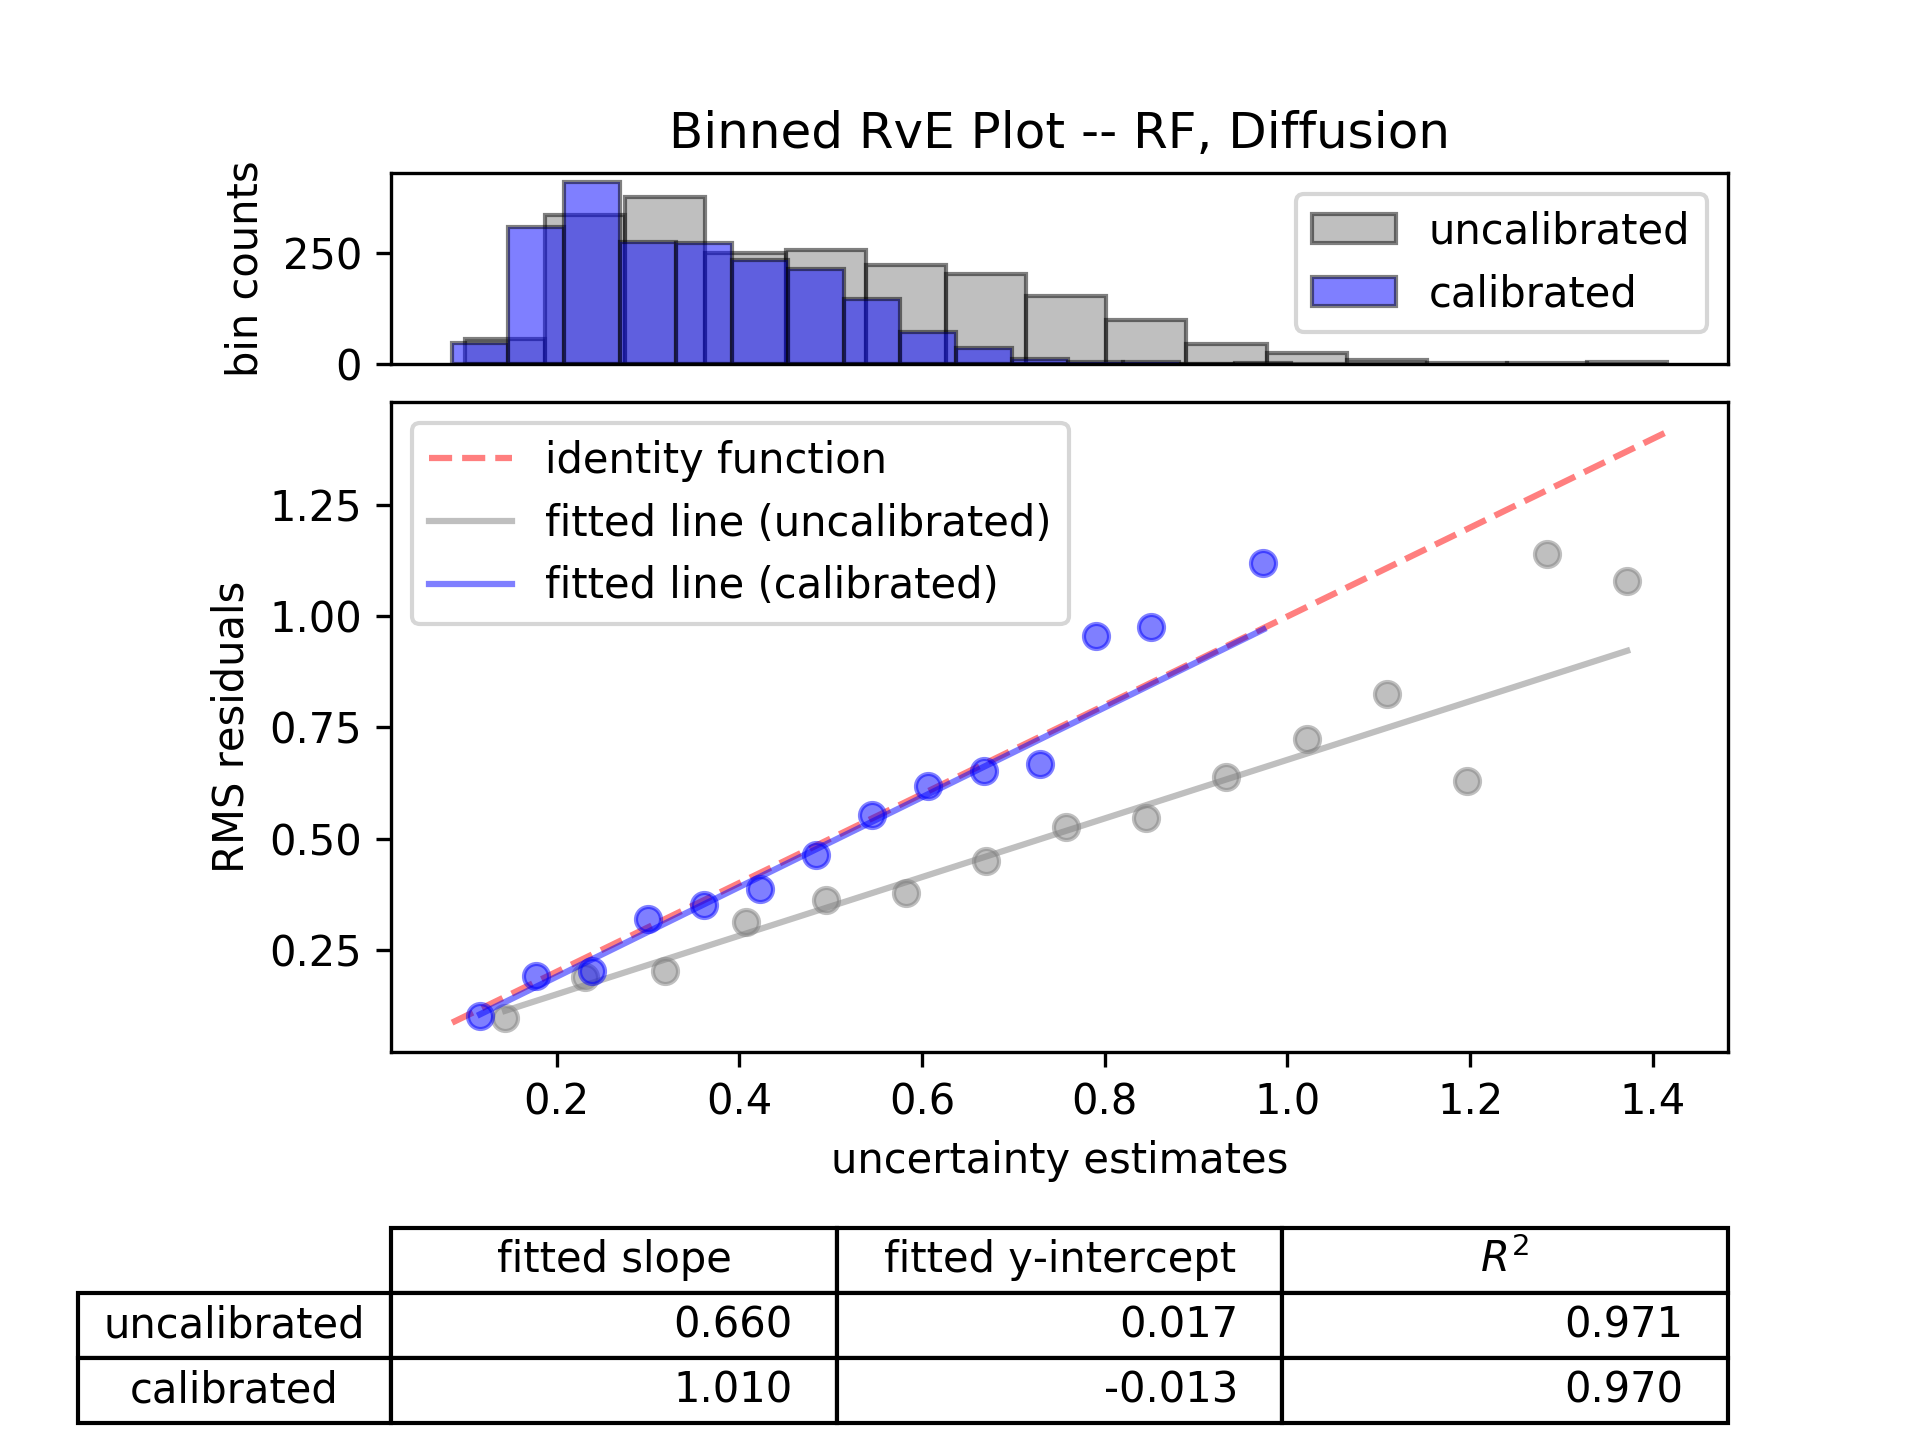 Binned RvE Plot -- RF, Diffusion
bin counts
250
0
uncalibrated
calibrated
identity function
fitted line (uncalibrated)
fitted line (calibrated)
RMS residuals
1.25
1.00
0.75
0.50
0.25
0.2 0.4 0.6 0.8 1.0 1.2 1.4
uncertainty estimates
fitted slope fitted y-intercept R²
uncalibrated 0.660 0.017 0.971
calibrated 1.010 -0.013 0.970